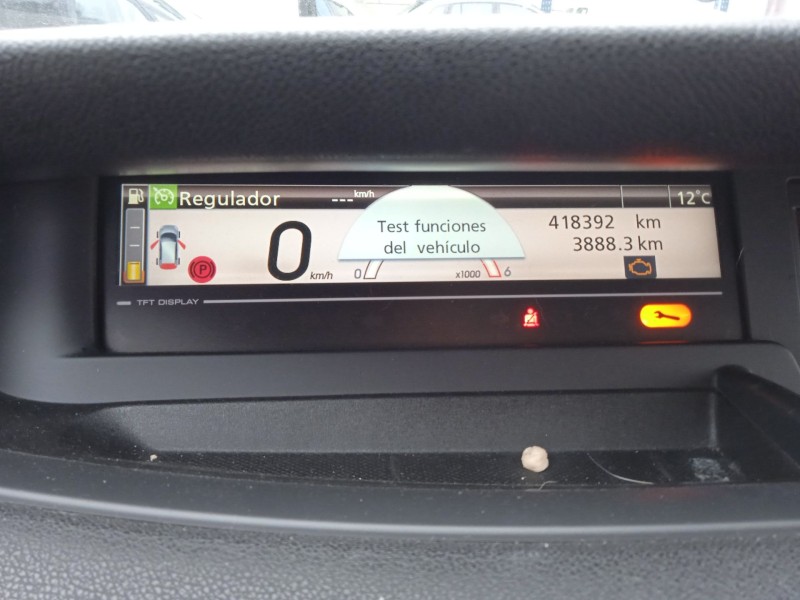 Regulador --- km/h 12°C
Test funciones
del vehículo
418392 km
3888.3 km
P
0 km/h
0 x1000 6
TFT DISPLAY